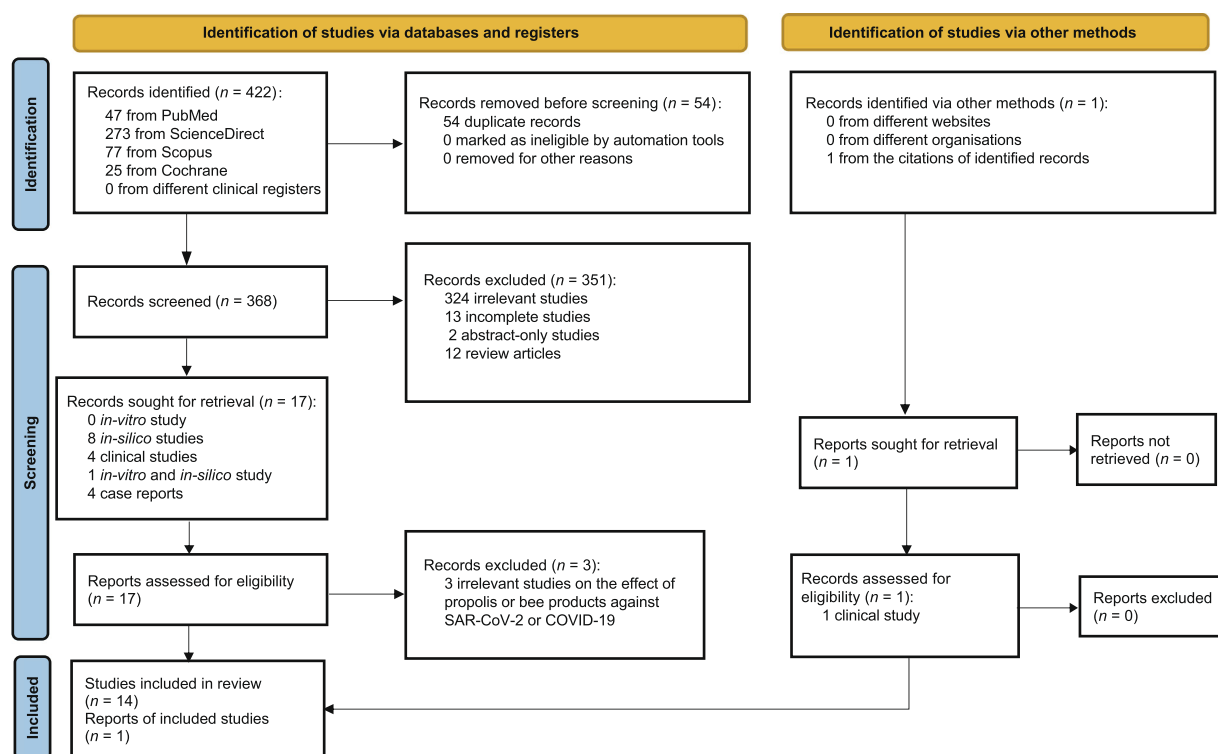 Identification of studies via databases and registers
Identification of studies via other methods
Identification
Records identified (n = 422):
47 from PubMed
273 from ScienceDirect
77 from Scopus
25 from Cochrane
0 from different clinical registers
Records removed before screening (n = 54):
54 duplicate records
0 marked as ineligible by automation tools
0 removed for other reasons
Records identified via other methods (n = 1):
0 from different websites
0 from different organisations
1 from the citations of identified records
Screening
Records screened (n = 368)
Records excluded (n = 351):
324 irrelevant studies
13 incomplete studies
2 abstract-only studies
12 review articles
Records sought for retrieval (n = 17):
0 in-vitro study
8 in-silico studies
4 clinical studies
1 in-vitro and in-silico study
4 case reports
Reports sought for retrieval
(n = 1)
Reports not
retrieved (n = 0)
Reports assessed for eligibility
(n = 17)
Records excluded (n = 3):
3 irrelevant studies on the effect of
propolis or bee products against
SAR-CoV-2 or COVID-19
Records assessed for
eligibility (n = 1):
1 clinical study
Reports excluded
(n = 0)
Included
Studies included in review
(n = 14)
Reports of included studies
(n = 1)